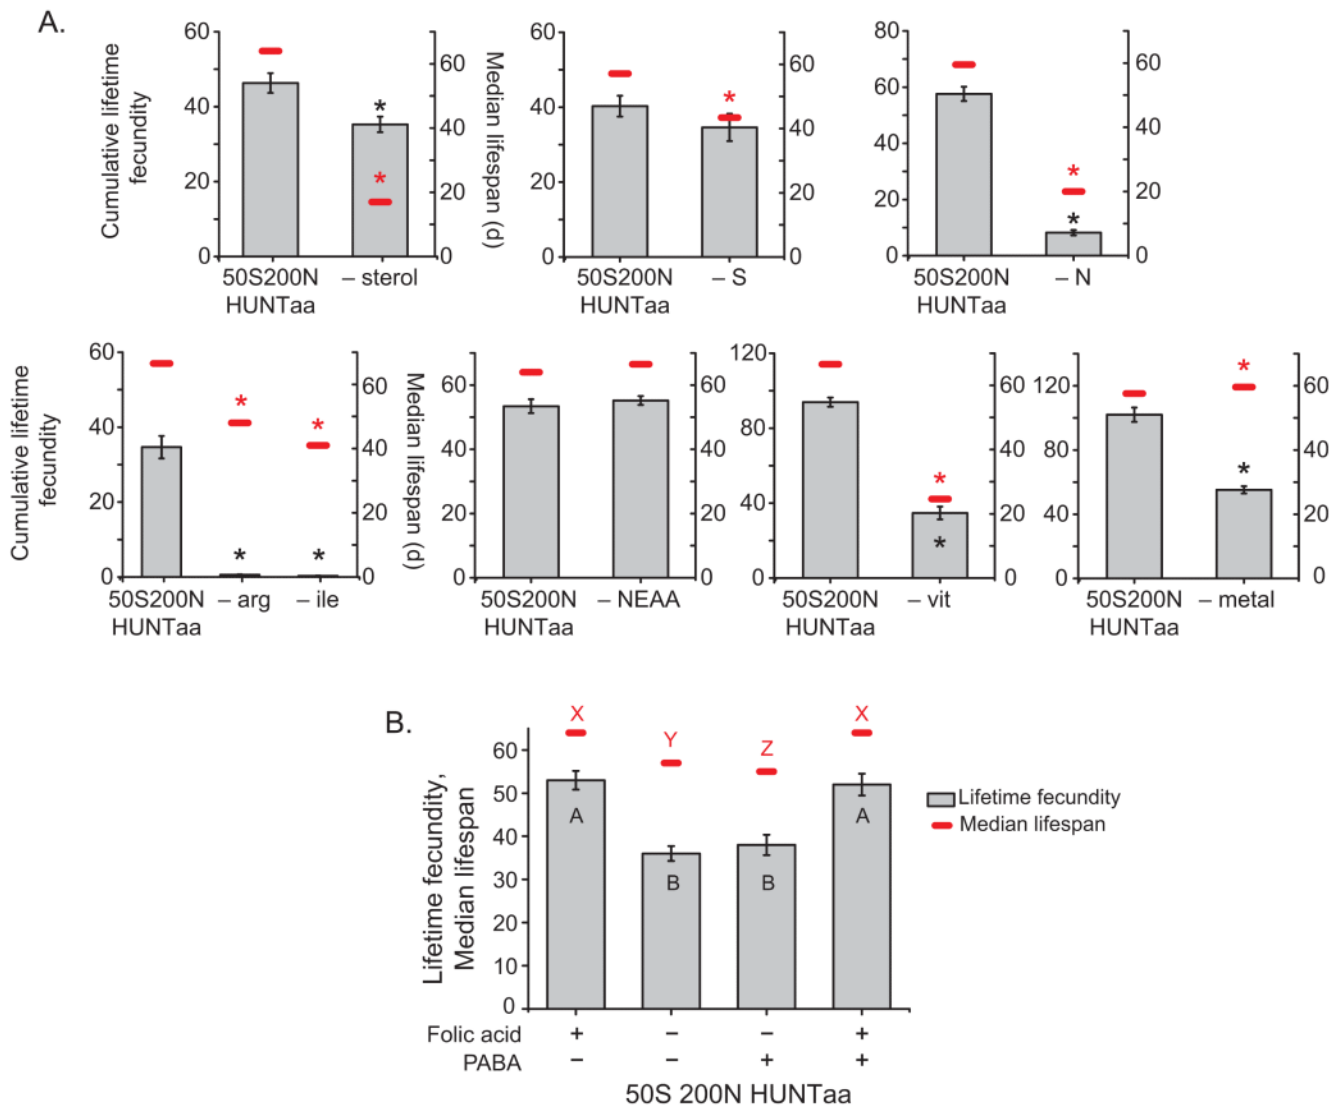 A.
Cumulative lifetime
fecundity
60
40
20
0
60
40
20
0
Median lifespan (d)
50S200N
HUNTaa
– sterol
*
*
60
40
20
0
60
40
20
0
50S200N
HUNTaa
– S
*
80
60
40
20
0
60
40
20
0
50S200N
HUNTaa
– N
*
*
Cumulative lifetime
fecundity
60
40
20
0
60
40
20
0
Median lifespan (d)
50S200N
HUNTaa
– arg
– ile
*
*
*
*
60
40
20
0
60
40
20
0
50S200N
HUNTaa
– NEAA
120
80
40
0
60
40
20
0
50S200N
HUNTaa
– vit
*
*
120
80
40
0
60
40
20
0
50S200N
HUNTaa
– metal
*
*
B.
Lifetime fecundity,
Median lifespan
60
50
40
30
20
10
0
X
Y
Z
X
A
B
B
A
Lifetime fecundity
Median lifespan
Folic acid + – – +
PABA – – + +
50S 200N HUNTaa